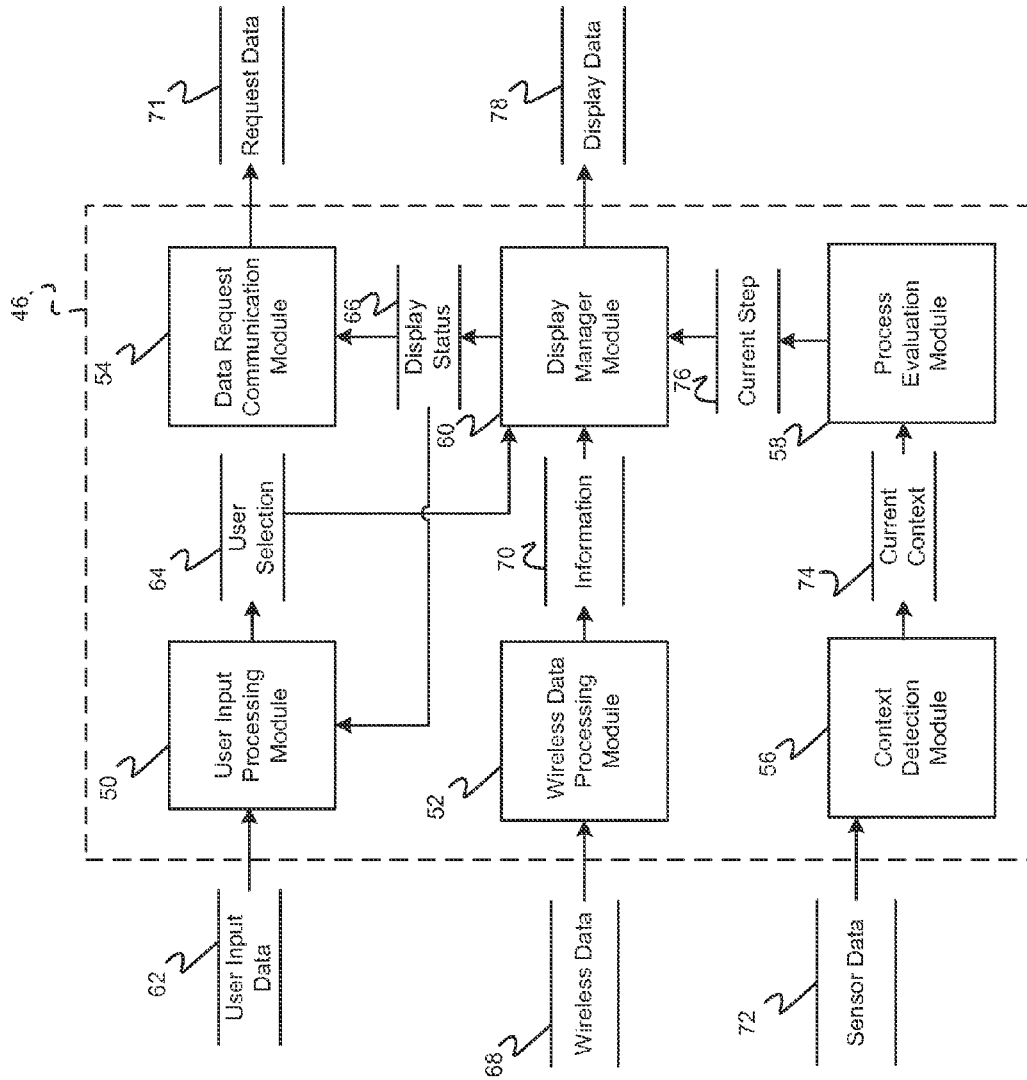 46
62
User Input
Data
50
User Input
Processing
Module
64
User
Selection
54
Data Request
Communication
Module
71
Request Data
66
Display
Status
68
Wireless Data
52
Wireless Data
Processing
Module
70
Information
60
Display
Manager
Module
78
Display Data
76
Current Step
72
Sensor Data
56
Context
Detection
Module
74
Current
Context
58
Process
Evaluation
Module